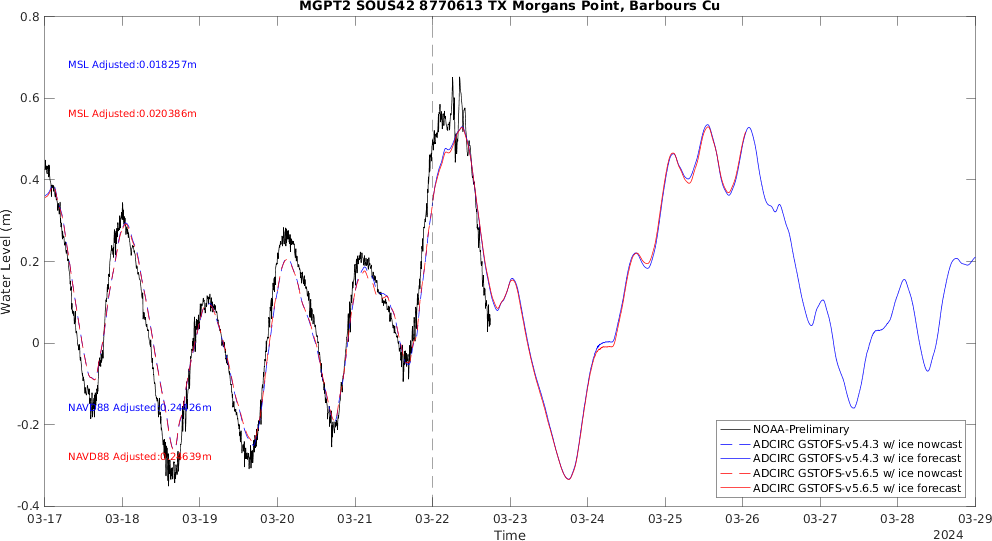 MGPT2 SOUS42 8770613 TX Morgans Point, Barbours Cu
0.8
0.6
0.4
0.2
0
-0.2
-0.4
Water Level (m)
MSL Adjusted:0.018257m
MSL Adjusted:0.020386m
NAVD88
NAVD88
NOAA-Preliminary
ADCIRC GSTOFS-v5.4.3 w/ ice nowcast
ADCIRC GSTOFS-v5.4.3 w/ ice forecast
ADCIRC GSTOFS-v5.6.5 w/ ice nowcast
ADCIRC GSTOFS-v5.6.5 w/ ice forecast
03-17 03-18 03-19 03-20 03-21 03-22 03-23 03-24 03-25 03-26 03-27 03-28 03-29
Time
2024